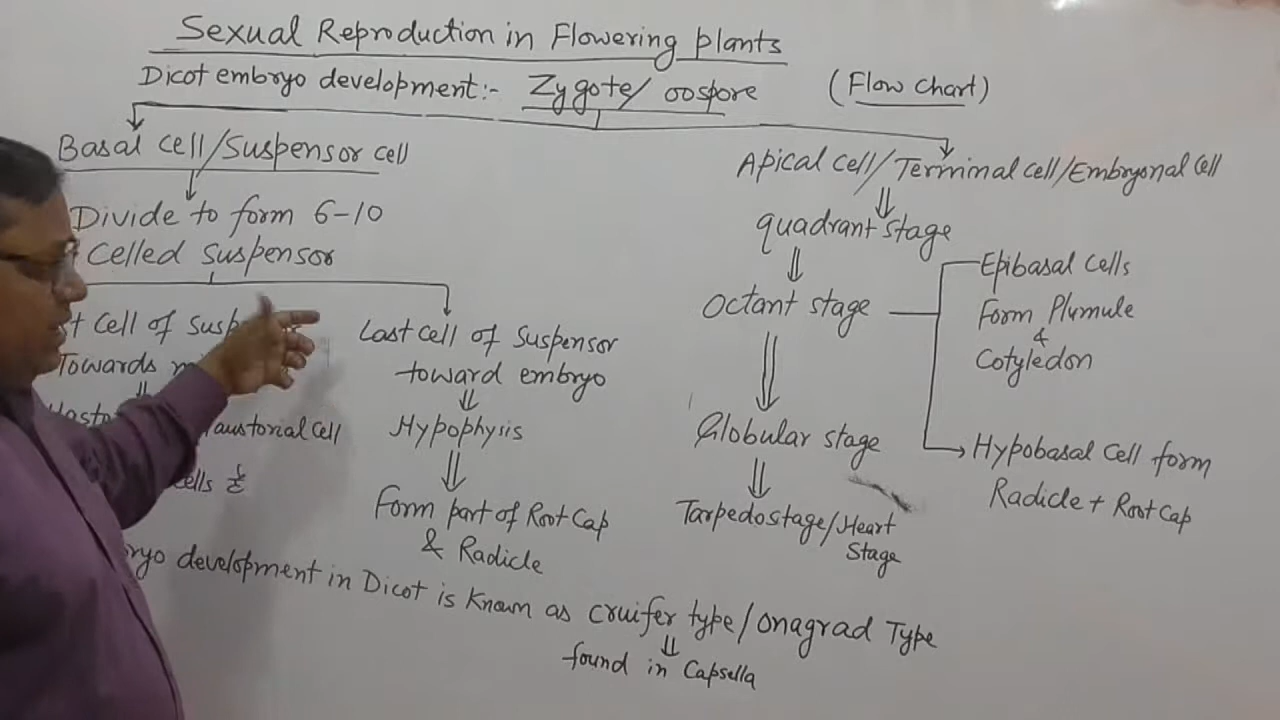 Sexual Reproduction in Flowering plants
Dicot embryo development:- Zygote/ oospore (Flow chart)
Basal cell/Suspensor cell
Divide to form 6-10
Celled suspensor
Cell of
Towards
Cell
&
Last cell of Suspensor
toward embryo
Hypophysis
Form part of Root Cap
& Radicle
Apical cell/Terminal cell/Embryonal cell
quadrant stage
Octant stage
Globular stage
Tarpedostage/Heart
Stage
Epibasal cells
Form Plumule
&
Cotyledon
Hypobasal Cell form
Radicle + Root Cap
development in Dicot is Known as cruifer type/onagrad Type
found in Capsella